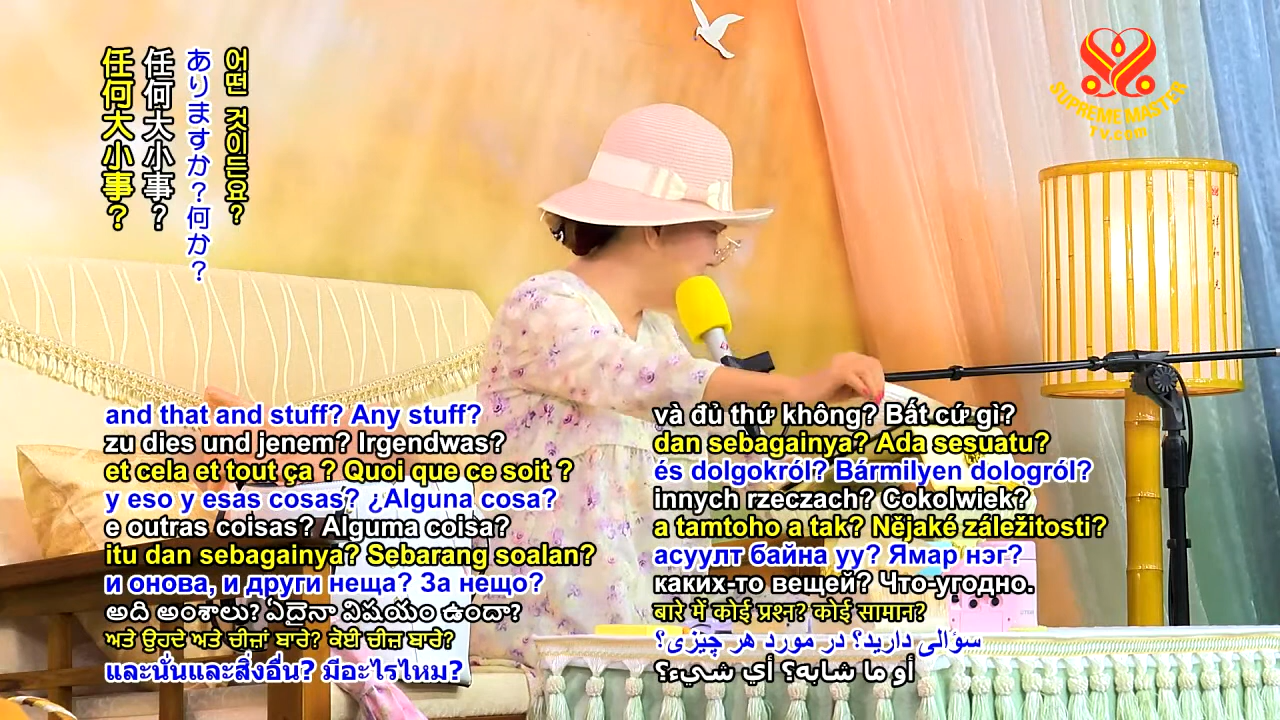 任何大小事？
任何大小事？
ありますか？何か？
어떤 것이든요?
SUPREME MASTER
TV.com
and that and stuff? Any stuff?
zu dies und jenem? Irgendwas?
et cela et tout ça ? Quoi que ce soit ?
y eso y esas cosas? ¿Alguna cosa?
e outras coisas? Alguma coisa?
itu dan sebagainya? Sebarang soalan?
и онова, и други неща? За нещо?
అది అంశాలు? ఏదైనా విషయం ఉందా?
ਅਤੇ ਉਹਦੇ ਅਤੇ ਚੀਜ਼ਾਂ ਬਾਰੇ? ਕੋਈ ਚੀਜ਼ ਬਾਰੇ?
และนั่นและสิ่งอื่น? มีอะไรไหม?
và đủ thứ không? Bất cứ gì?
dan sebagainya? Ada sesuatu?
és dolgokról? Bármilyen dologról?
innych rzeczach? Cokolwiek?
a tamtoho a tak? Nějaké záležitosti?
асуулт байна уу? Ямар нэг?
каких-то вещей? Что-угодно.
बारे में कोई प्रश्न? कोई सामान?
سؤالی دارید؟ در مورد هر چیزی؟
أو ما شابه؟ أي شيء؟